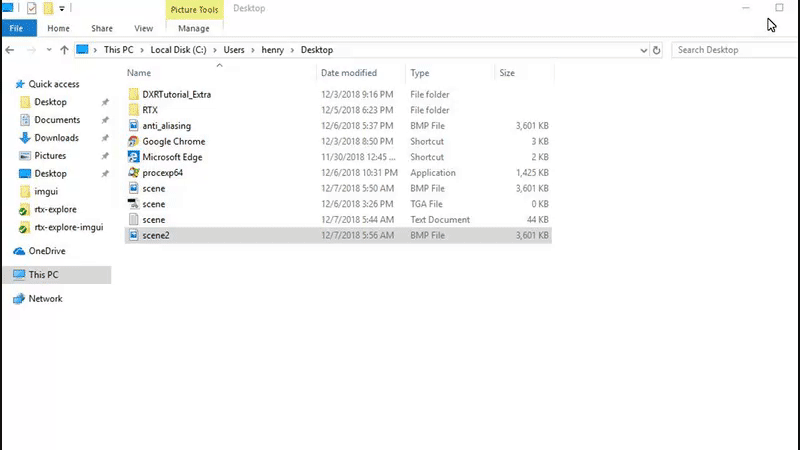 Picture Tools Desktop
File Home Share View Manage
This PC Local Disk (C:) Users henry Desktop Search Desktop
Name Date modified Type Size
Quick access
Desktop
Documents
Downloads
Pictures
Desktop
imgui
rtx-explore
rtx-explore-imgui
OneDrive
This PC
Network
DXRTutorial_Extra 12/3/2018 9:16 PM File folder
RTX 12/5/2018 6:23 PM File folder
anti_aliasing 12/6/2018 5:37 PM BMP File 3,601 KB
Google Chrome 12/3/2018 8:50 PM Shortcut 3 KB
Microsoft Edge 11/30/2018 12:45 ... Shortcut 2 KB
procexp64 12/6/2018 10:31 PM Application 1,425 KB
scene 12/7/2018 5:50 AM BMP File 3,601 KB
scene 12/6/2018 3:26 PM TGA File 0 KB
scene 12/7/2018 5:44 AM Text Document 44 KB
scene2 12/7/2018 5:56 AM BMP File 3,601 KB